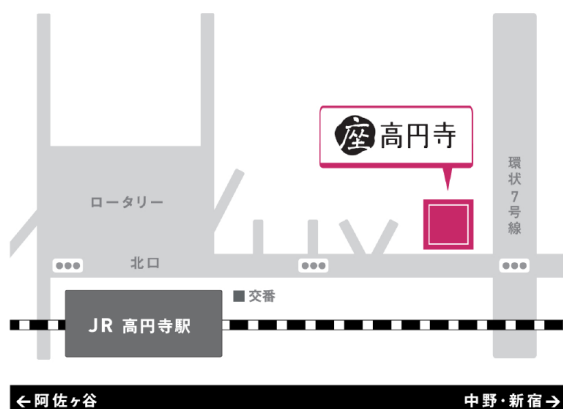 座高円寺
環状7号線
ロータリー
北口
交番
JR 高円寺駅
←阿佐ヶ谷
中野・新宿→